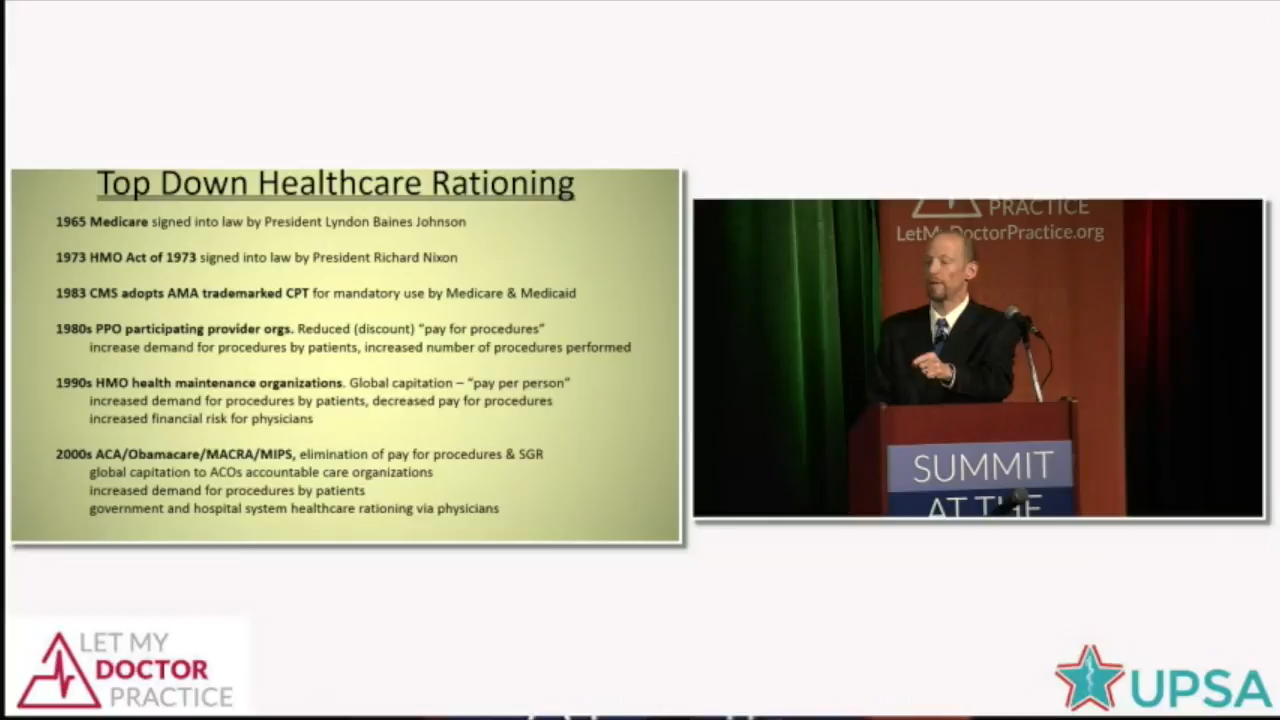 Top Down Healthcare Rationing
1965 Medicare signed into law by President Lyndon Baines Johnson
1973 HMO Act of 1973 signed into law by President Richard Nixon
1983 CMS adopts AMA trademarked CPT for mandatory use by Medicare & Medicaid
1980s PPO participating provider orgs. Reduced (discount) “pay for procedures”
increase demand for procedures by patients, increased number of procedures performed
1990s HMO health maintenance organizations. Global capitation – “pay per person”
increased demand for procedures by patients, decreased pay for procedures
increased financial risk for physicians
2000s ACA/Obamacare/MACRA/MIPS, elimination of pay for procedures & SGR
global capitation to ACOs accountable care organizations
increased demand for procedures by patients
government and hospital system healthcare rationing via physicians
PRACTICE
SUMMIT
AT THE
LET MY
DOCTOR
PRACTICE
UPSA